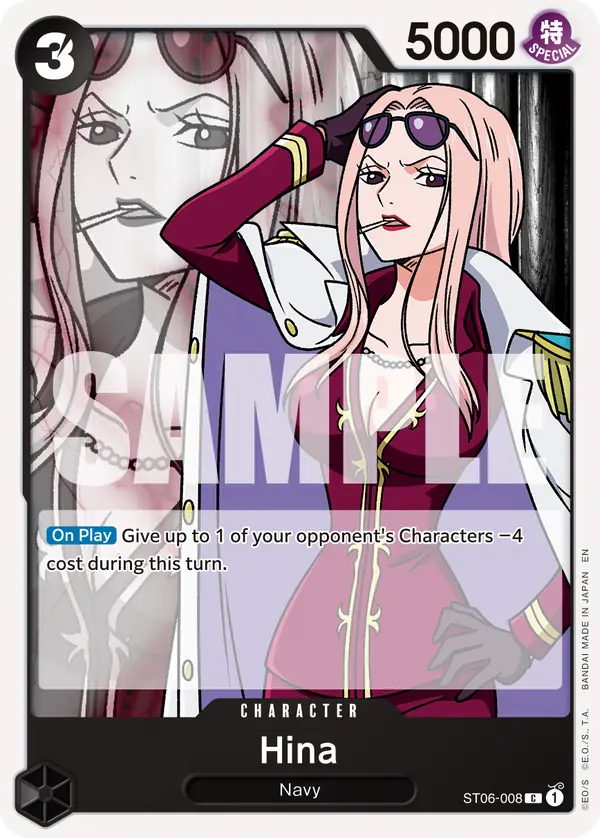 3
5000
特
SPECIAL
SAMPLE
On Play Give up to 1 of your opponent's Characters −4
cost during this turn.
CHARACTER
Hina
Navy
ST06-008 C 1
©E.O/S ©E.O./S., T.A. BANDAI MADE IN JAPAN EN